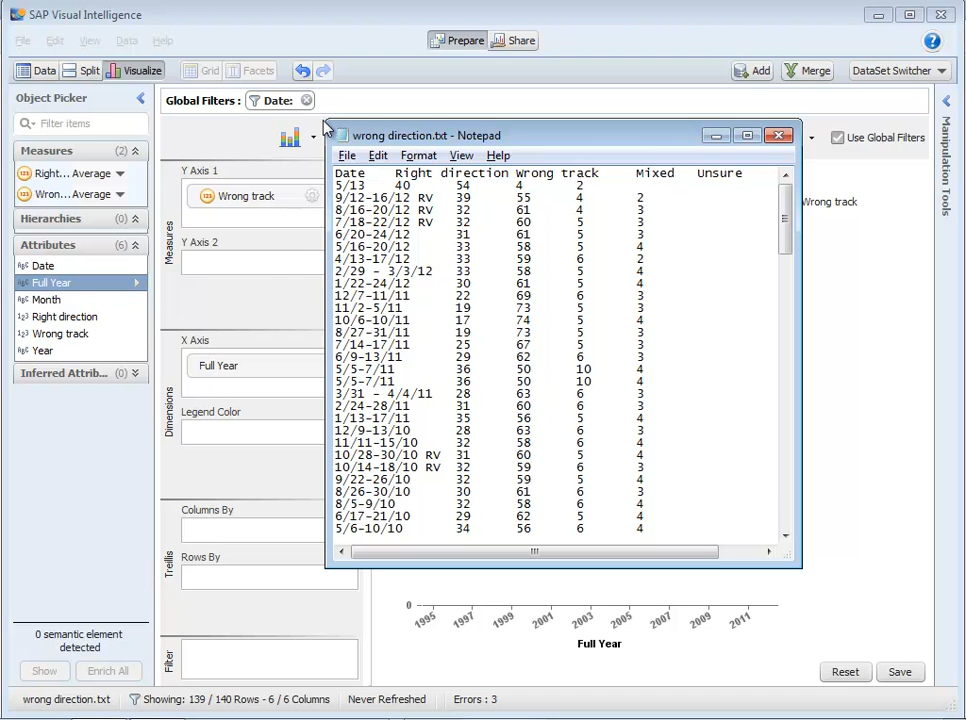 SAP Visual Intelligence
File Edit View Data Help
Prepare Share
Data Split Visualize Grid Facets Add Merge DataSet Switcher
Object Picker
Filter items
Measures (2)
Right... Average
Wron... Average
Hierarchies (0)
Attributes (6)
ABC Date
ABC Full Year
ABC Month
123 Right direction
123 Wrong track
ABC Year
Inferred Attrib... (0)
0 semantic element
detected
Show Enrich All
Global Filters : Date:
Measures
Y Axis 1
123 Wrong track
Y Axis 2
Dimensions
X Axis
Full Year
Legend Color
Trellis
Columns By
Rows By
Filter
wrong direction.txt - Notepad
File Edit Format View Help
Date Right direction Wrong track Mixed Unsure
5/13 40 54 4 2
9/12-16/12 RV 39 55 4 2
8/16-20/12 RV 32 61 4 3
7/18-22/12 RV 32 60 5 3
6/20-24/12 31 61 5 3
5/16-20/12 33 58 5 4
4/13-17/12 33 59 6 2
2/29 - 3/3/12 33 58 5 4
1/22-24/12 30 61 5 4
12/7-11/11 22 69 6 3
11/2-5/11 19 73 5 3
10/6-10/11 17 74 5 4
8/27-31/11 19 73 5 3
7/14-17/11 25 67 5 3
6/9-13/11 29 62 6 3
5/5-7/11 36 50 10 4
5/5-7/11 36 50 10 4
3/31 - 4/4/11 28 63 6 3
2/24-28/11 31 60 6 3
1/13-17/11 35 56 5 4
12/9-13/10 28 63 6 3
11/11-15/10 32 58 6 4
10/28-30/10 RV 31 60 5 4
10/14-18/10 RV 32 59 6 3
9/22-26/10 32 59 5 4
8/26-30/10 30 61 6 3
8/5-9/10 32 58 6 4
6/17-21/10 29 62 5 4
5/6-10/10 34 56 6 4
Use Global Filters
Wrong track
0
1995 1997 1999 2001 2003 2005 2007 2009 2011
Full Year
Reset Save
Manipulation Tools
wrong direction.txt Showing: 139 / 140 Rows - 6 / 6 Columns Never Refreshed Errors : 3